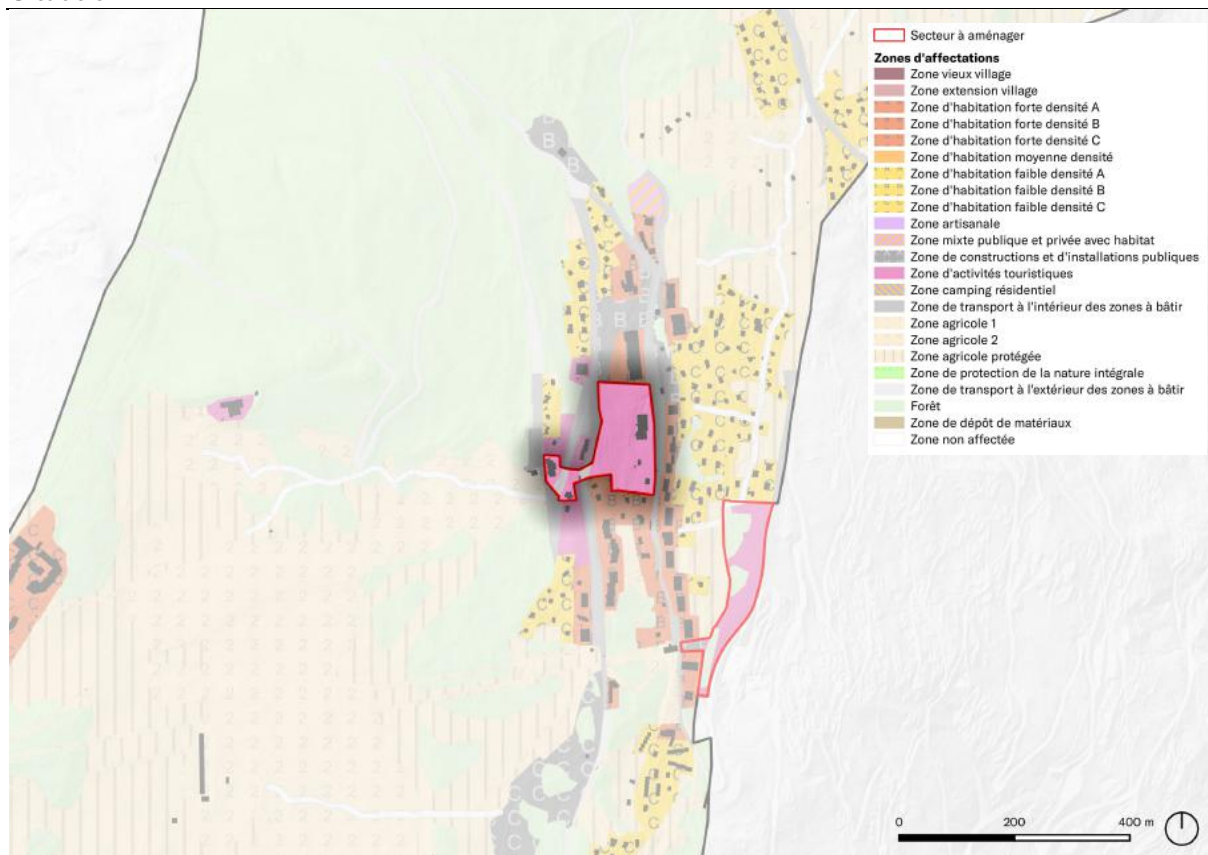 Secteur à aménager
Zones d'affectations
Zone vieux village
Zone extension village
Zone d'habitation forte densité A
Zone d'habitation forte densité B
Zone d'habitation forte densité C
Zone d'habitation moyenne densité
Zone d'habitation faible densité A
Zone d'habitation faible densité B
Zone d'habitation faible densité C
Zone artisanale
Zone mixte publique et privée avec habitat
Zone de constructions et d'installations publiques
Zone d'activités touristiques
Zone camping résidentiel
Zone de transport à l'intérieur des zones à bâtir
Zone agricole 1
Zone agricole 2
Zone agricole protégée
Zone de protection de la nature intégrale
Zone de transport à l'extérieur des zones à bâtir
Forêt
Zone de dépôt de matériaux
Zone non affectée
0 200 400 m